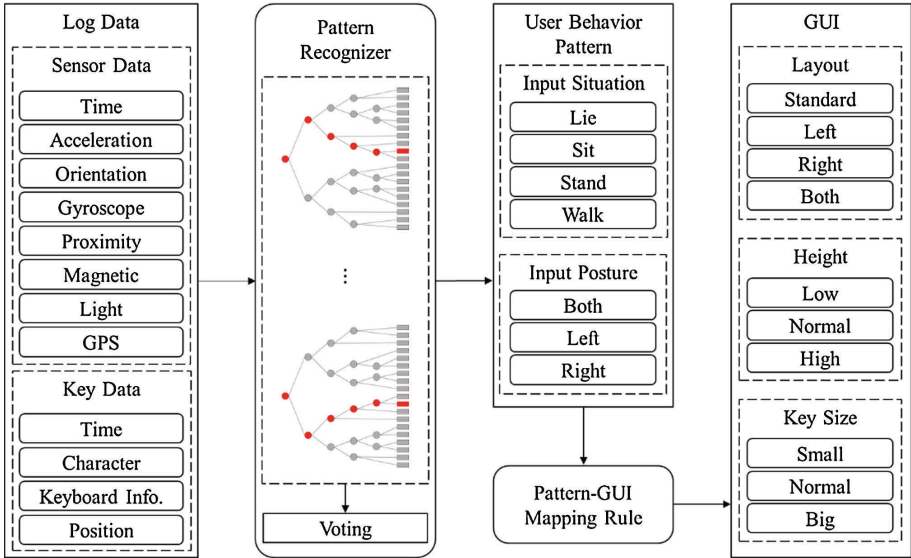 Log Data
Sensor Data
Time
Acceleration
Orientation
Gyroscope
Proximity
Magnetic
Light
GPS
Key Data
Time
Character
Keyboard Info.
Position
Pattern
Recognizer
...
Voting
User Behavior
Pattern
Input Situation
Lie
Sit
Stand
Walk
Input Posture
Both
Left
Right
Pattern-GUI
Mapping Rule
GUI
Layout
Standard
Left
Right
Both
Height
Low
Normal
High
Key Size
Small
Normal
Big